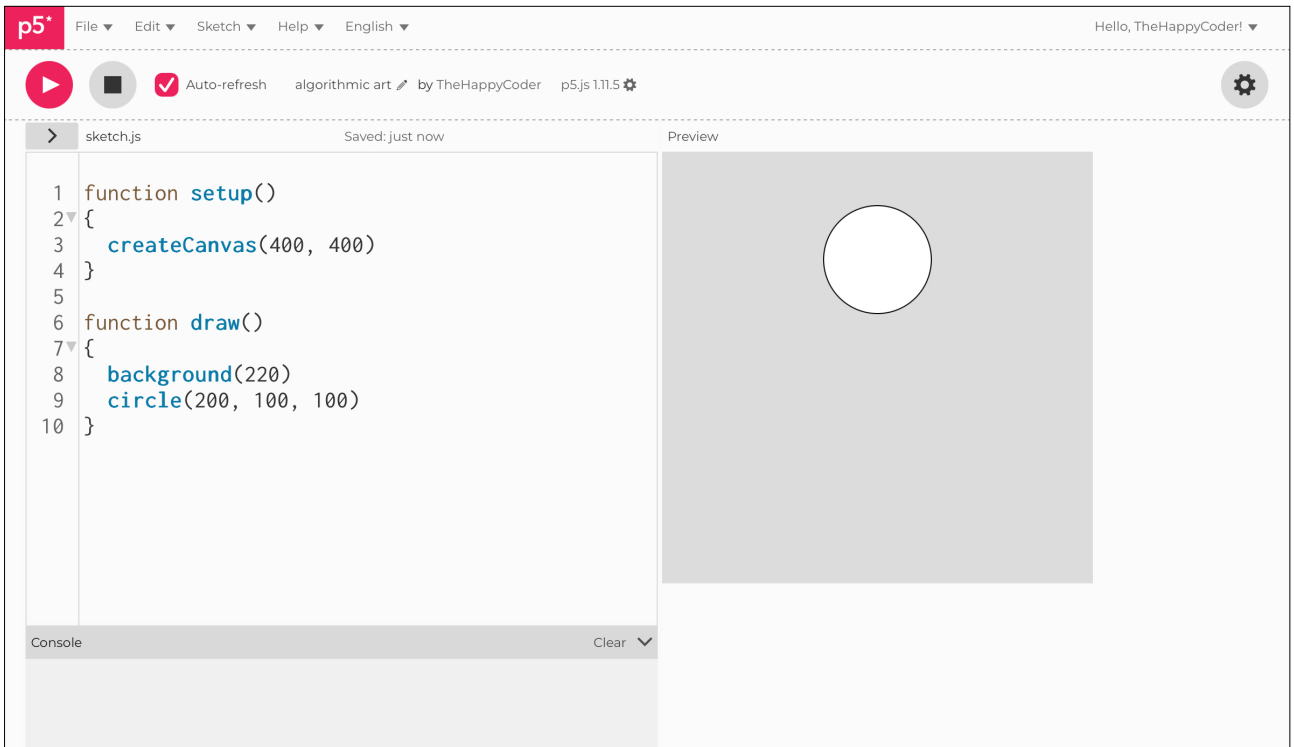 p5* File Edit Sketch Help English Hello, TheHappyCoder!
Auto-refresh algorithmic art by TheHappyCoder p5.js 1.11.5
sketch.js Saved: just now Preview
1 function setup()
2 {
3   createCanvas(400, 400)
4 }
5
6 function draw()
7 {
8   background(220)
9   circle(200, 100, 100)
10 }
Console Clear